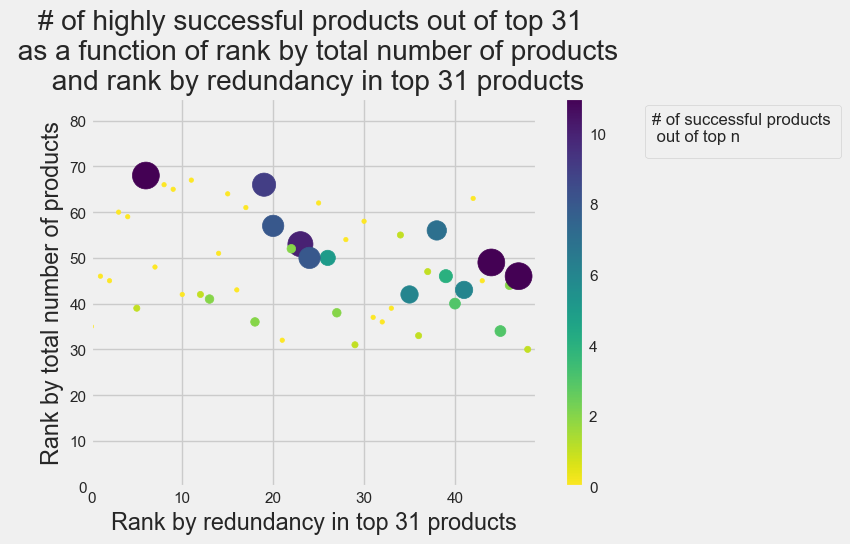 # of highly successful products out of top 31
as a function of rank by total number of products
and rank by redundancy in top 31 products
# of successful products
out of top n
Rank by total number of products
80
70
60
50
40
30
20
10
0
0
10
20
30
40
Rank by redundancy in top 31 products
10
8
6
4
2
0